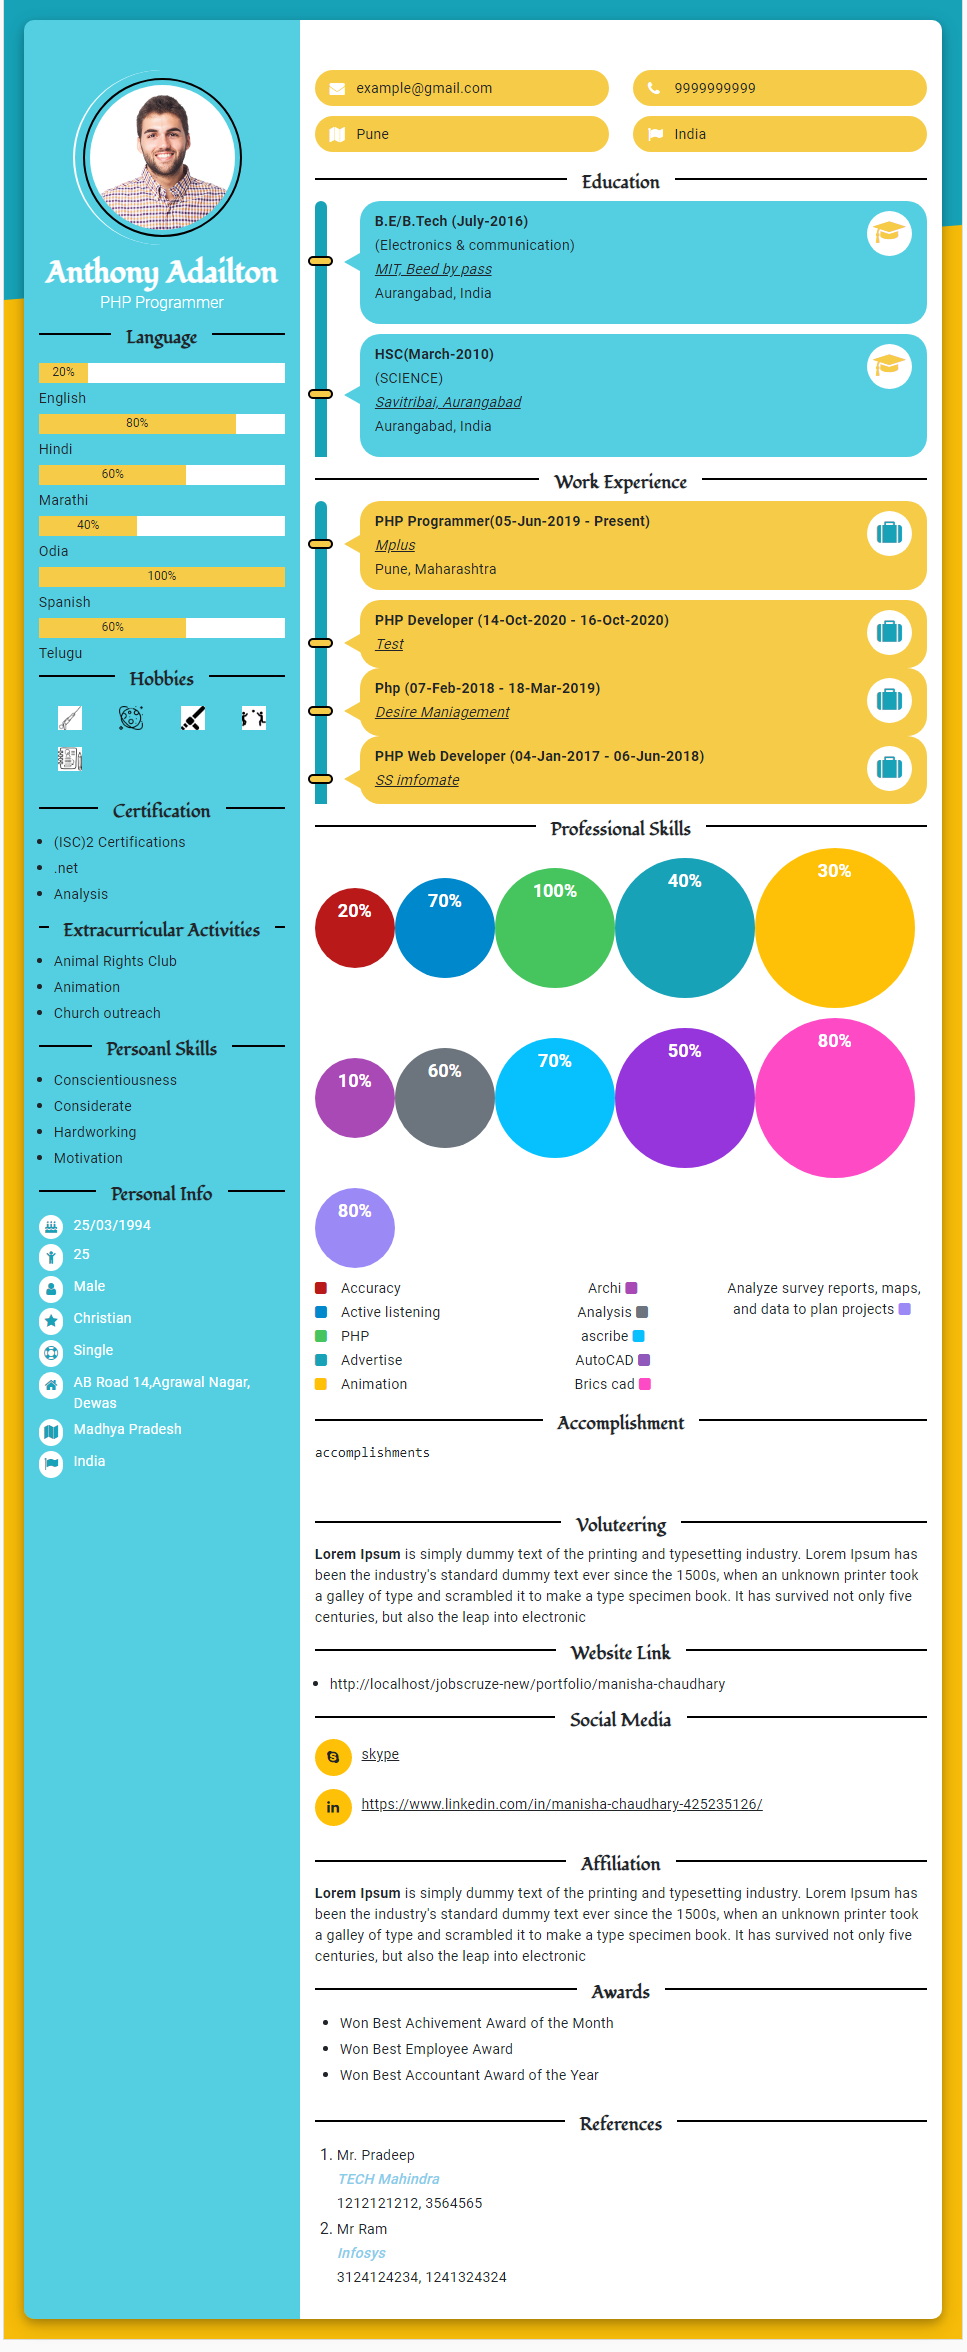 Anthony Adailton
PHP Programmer
Language
20%
English
80%
Hindi
60%
Marathi
40%
Odia
100%
Spanish
60%
Telugu
Hobbies
Certification
(ISC)2 Certifications
.net
Analysis
Extracurricular Activities
Animal Rights Club
Animation
Church outreach
Persoanl Skills
Conscientiousness
Considerate
Hardworking
Motivation
Personal Info
25/03/1994
25
Male
Christian
Single
AB Road 14,Agrawal Nagar,
Dewas
Madhya Pradesh
India
example@gmail.com
9999999999
Pune
India
Education
B.E/B.Tech (July-2016)
(Electronics & communication)
MIT, Beed by pass
Aurangabad, India
HSC(March-2010)
(SCIENCE)
Savitribai, Aurangabad
Aurangabad, India
Work Experience
PHP Programmer(05-Jun-2019 - Present)
Mplus
Pune, Maharashtra
PHP Developer (14-Oct-2020 - 16-Oct-2020)
Test
Php (07-Feb-2018 - 18-Mar-2019)
Desire Maniagement
PHP Web Developer (04-Jan-2017 - 06-Jun-2018)
SS imfomate
Professional Skills
20%
70%
100%
40%
30%
10%
60%
70%
50%
80%
80%
Accuracy
Active listening
PHP
Advertise
Animation
Archi
Analysis
ascribe
AutoCAD
Brics cad
Analyze survey reports, maps,
and data to plan projects
Accomplishment
accomplishments
Voluteering
Lorem Ipsum is simply dummy text of the printing and typesetting industry. Lorem Ipsum has
been the industry's standard dummy text ever since the 1500s, when an unknown printer took
a galley of type and scrambled it to make a type specimen book. It has survived not only five
centuries, but also the leap into electronic
Website Link
http://localhost/jobscruze-new/portfolio/manisha-chaudhary
Social Media
skype
https://www.linkedin.com/in/manisha-chaudhary-425235126/
Affiliation
Lorem Ipsum is simply dummy text of the printing and typesetting industry. Lorem Ipsum has
been the industry's standard dummy text ever since the 1500s, when an unknown printer took
a galley of type and scrambled it to make a type specimen book. It has survived not only five
centuries, but also the leap into electronic
Awards
Won Best Achivement Award of the Month
Won Best Employee Award
Won Best Accountant Award of the Year
References
1. Mr. Pradeep
TECH Mahindra
1212121212, 3564565
2. Mr Ram
Infosys
3124124234, 1241324324